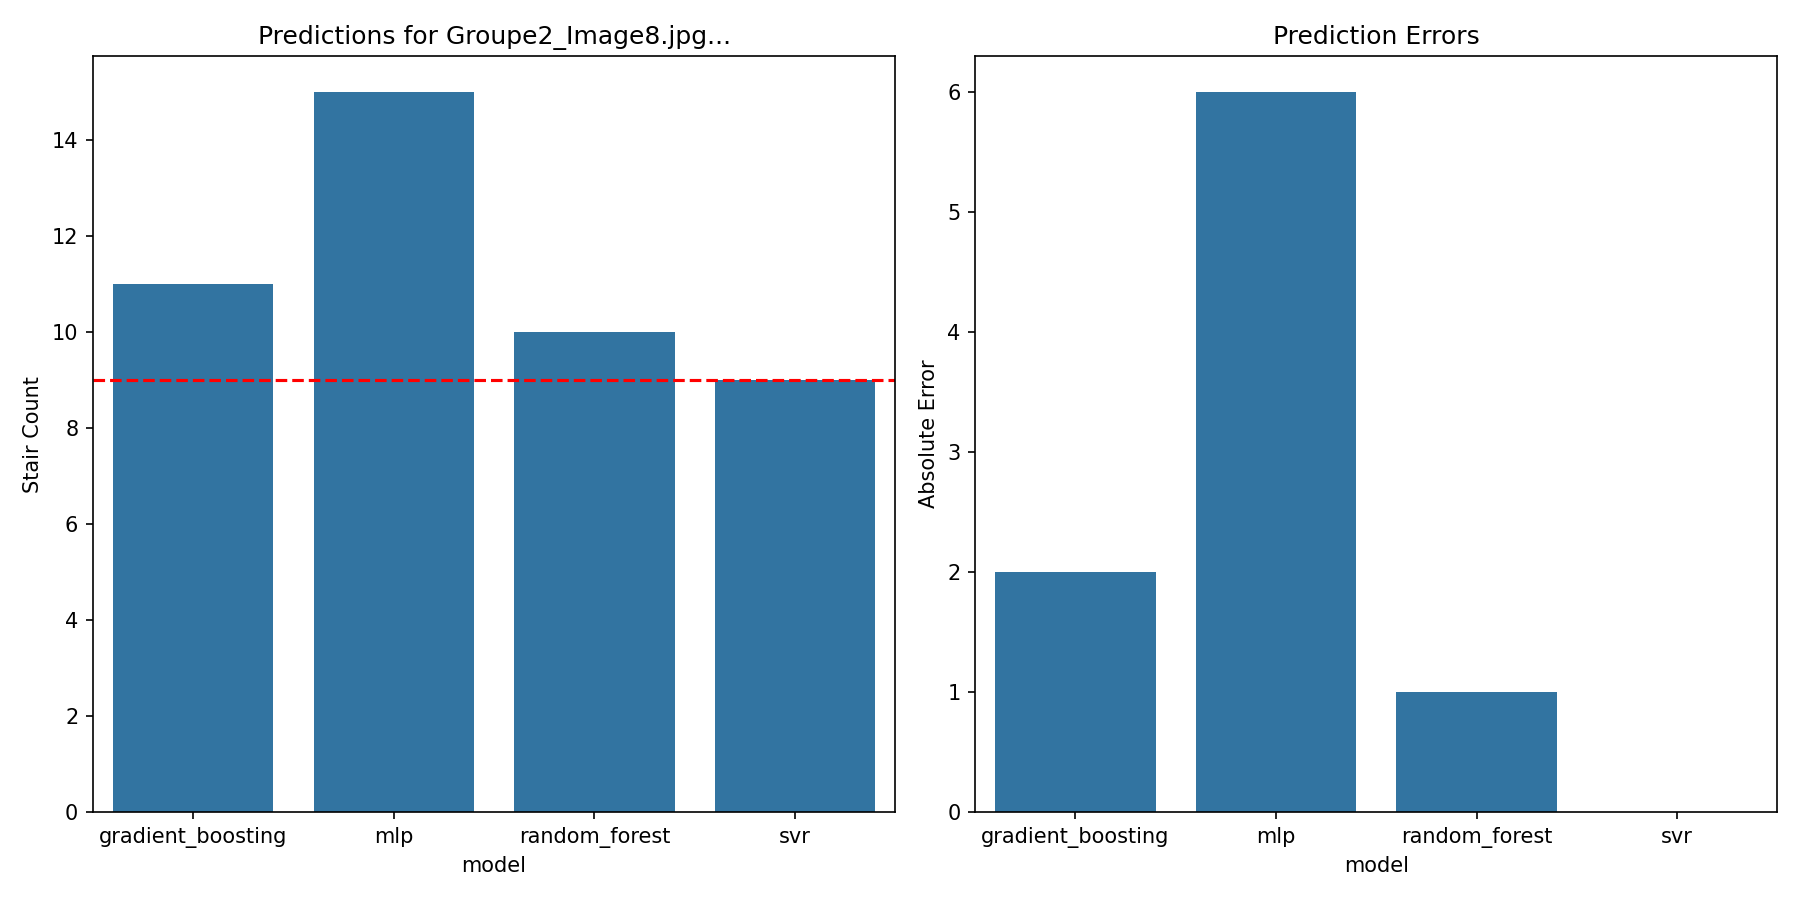 Predictions for Groupe2_Image8.jpg...
Stair Count
14
12
10
8
6
4
2
0
gradient_boosting mlp random_forest svr
model
Prediction Errors
Absolute Error
6
5
4
3
2
1
0
gradient_boosting mlp random_forest svr
model